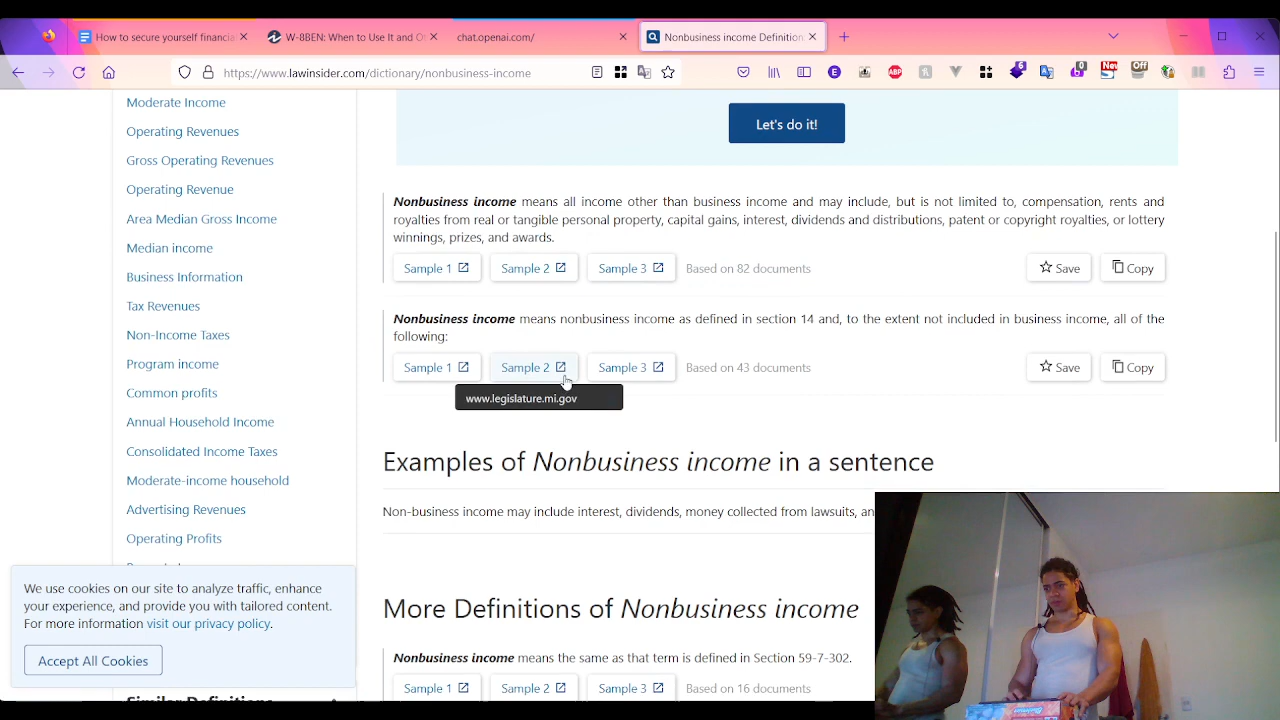 How to secure yourself financia
W-8BEN: When to Use It and Ot
chat.openai.com/
Nonbusiness income Definition
https://www.lawinsider.com/dictionary/nonbusiness-income
E
ABP
6
0
New
Off
Moderate Income
Operating Revenues
Gross Operating Revenues
Operating Revenue
Area Median Gross Income
Median income
Business Information
Tax Revenues
Non-Income Taxes
Program income
Common profits
Annual Household Income
Consolidated Income Taxes
Moderate-income household
Advertising Revenues
Operating Profits
Let's do it!
Nonbusiness income means all income other than business income and may include, but is not limited to, compensation, rents and
royalties from real or tangible personal property, capital gains, interest, dividends and distributions, patent or copyright royalties, or lottery
winnings, prizes, and awards.
Sample 1 Sample 2 Sample 3 Based on 82 documents Save Copy
Nonbusiness income means nonbusiness income as defined in section 14 and, to the extent not included in business income, all of the
following:
Sample 1 Sample 2 Sample 3 Based on 43 documents Save Copy
www.legislature.mi.gov
Examples of Nonbusiness income in a sentence
Non-business income may include interest, dividends, money collected from lawsuits, an
More Definitions of Nonbusiness income
Nonbusiness income means the same as that term is defined in Section 59-7-302.
Sample 1 Sample 2 Sample 3 Based on 16 documents
We use cookies on our site to analyze traffic, enhance
your experience, and provide you with tailored content.
For more information visit our privacy policy.
Accept All Cookies
Similar Definitions